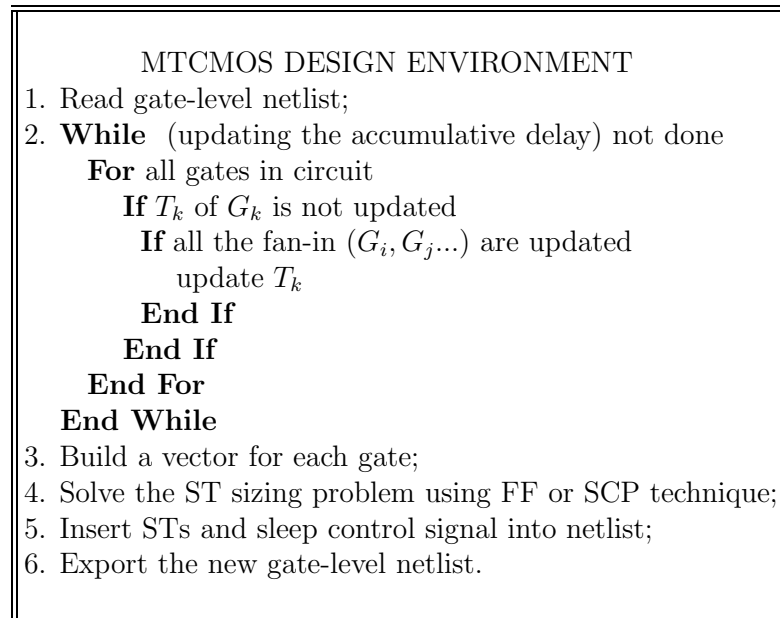 MTCMOS DESIGN ENVIRONMENT
1. Read gate-level netlist;
2. While (updating the accumulative delay) not done
For all gates in circuit
If $T_k$ of $G_k$ is not updated
If all the fan-in $(G_i, G_j...)$ are updated
update $T_k$
End If
End If
End For
End While
3. Build a vector for each gate;
4. Solve the ST sizing problem using FF or SCP technique;
5. Insert STs and sleep control signal into netlist;
6. Export the new gate-level netlist.